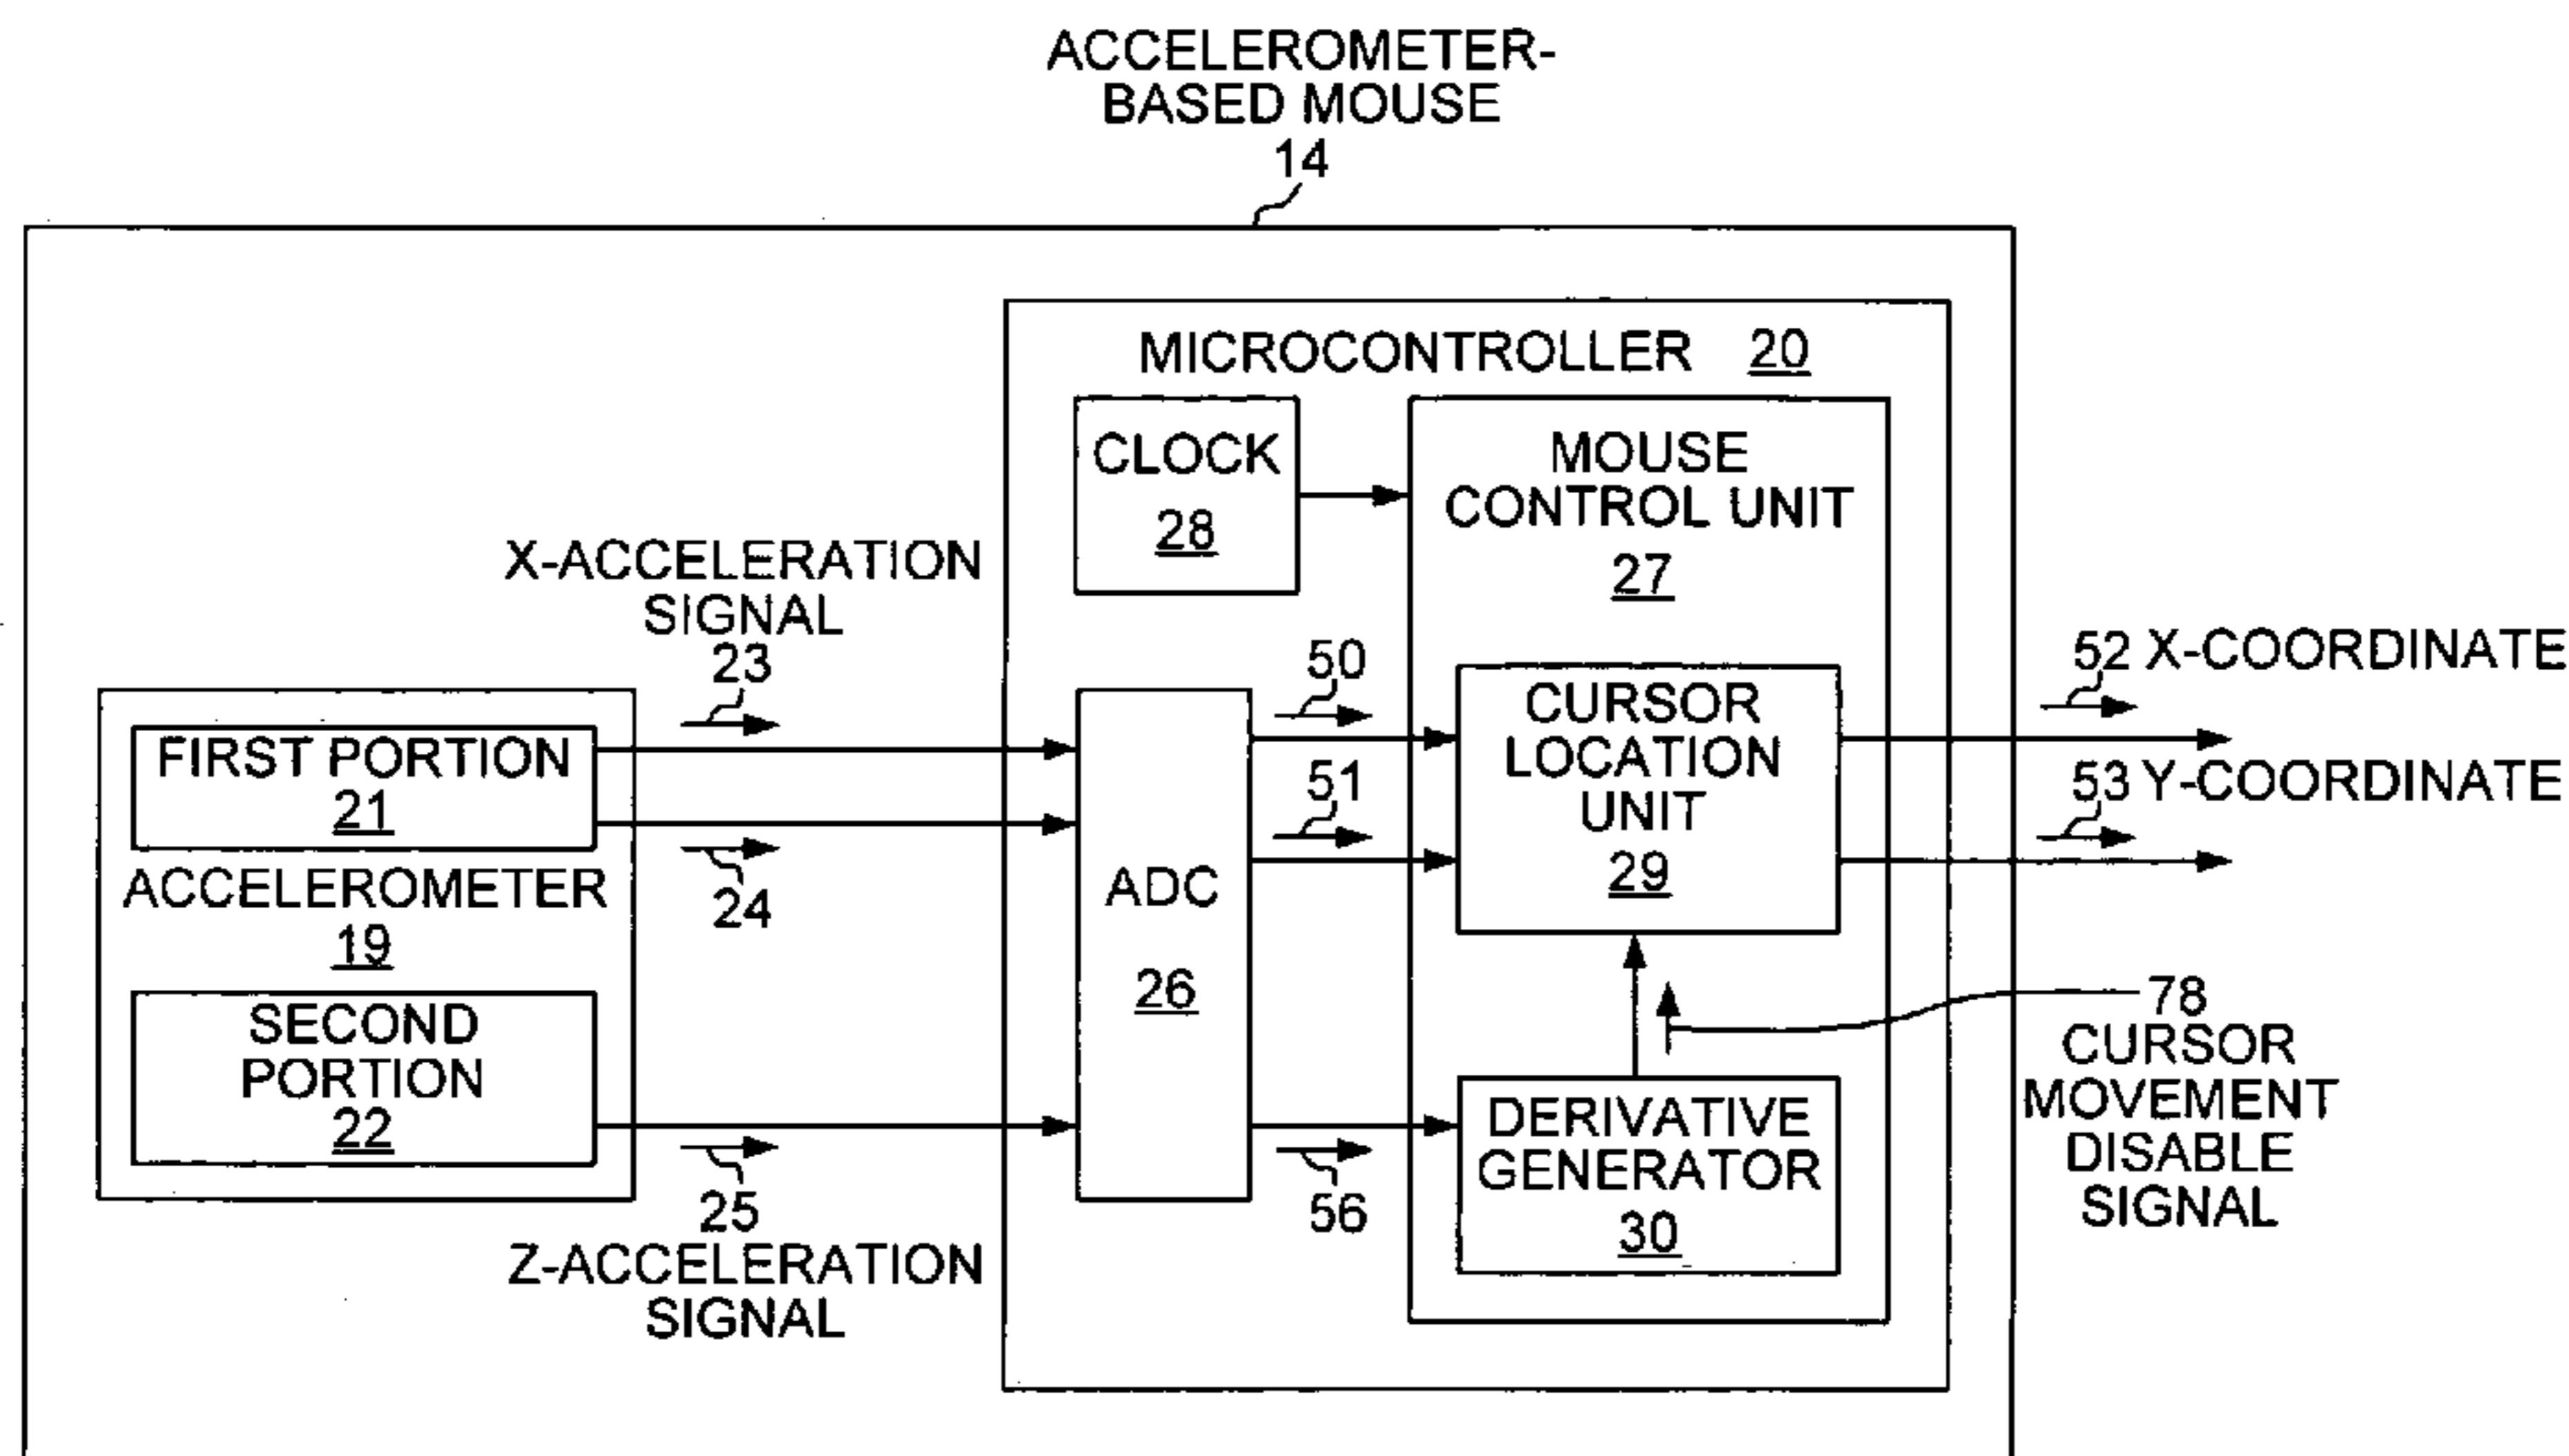 ACCELEROMETER-
BASED MOUSE
14
MICROCONTROLLER 20
CLOCK
28
MOUSE
CONTROL UNIT
27
X-ACCELERATION
SIGNAL
23
FIRST PORTION
21
24
ACCELEROMETER
19
SECOND
PORTION
22
25
Z-ACCELERATION
SIGNAL
ADC
26
50
51
56
CURSOR
LOCATION
UNIT
29
DERIVATIVE
GENERATOR
30
52 X-COORDINATE
53 Y-COORDINATE
78
CURSOR
MOVEMENT
DISABLE
SIGNAL